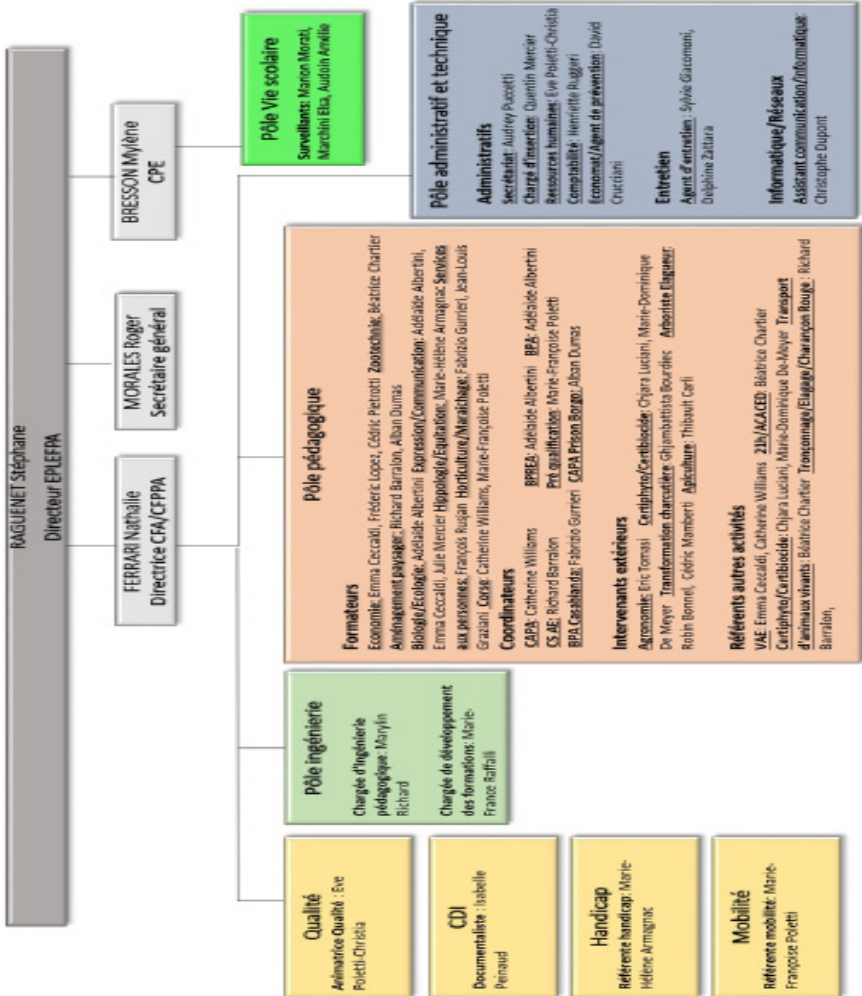 RAGUENET Stéphane
Directeur EPLEFPA
FERRARI Nathalie
Directrice CFA/CFPPA
MORALES Roger
Secrétaire général
BRESSON Mylène
CPE
Qualité
Animatrice Qualité : Eve
Poletti-Christia
CDI
Documentaliste : Isabelle
Peinaud
Handicap
Référente handicap: Marie-
Hélène Armagnac
Mobilité
Référente mobilité: Marie-
Françoise Poletti
Pôle ingénierie
Chargée d'Ingénierie
pédagogique: Marylin
Richard
Chargée de développement
des formations: Marie-
France Raffalli
Pôle pédagogique
Formateurs
Economie: Emma Ceccaldi, Fréderic Lopez, Cédric Pietrotti Zootechnie: Béatrice Chartier
Aménagement paysager: Richard Barralon, Alban Dumas
Biologie/Ecologie: Adélaïde Albertini Expression/Communication: Adélaïde Albertini,
Emma Ceccaldi, Julie Mercier Hippologie/Equitation: Marie-Hélène Armagnac Services
aux personnes: François Rusjan Horticulture/Maraichage: Fabrizio Gurrieri, Jean-Louis
Graziani Corse: Catherine Williams, Marie-Françoise Poletti
Coordinateurs
CAPA: Catherine Williams BPREA: Adélaïde Albertini BPA: Adélaïde Albertini
CS AE: Richard Barralon Pré qualification: Marie-Françoise Poletti
BPA Casabianda: Fabrizio Gurrieri CAPA Prison Borgo: Alban Dumas
Intervenants extérieurs
Agronomie: Eric Tomasi Certiphyto/Certibiocide: Chjara Luciani, Marie-Dominique
De Meyer Transformation charcutière: Ghjambattista Bourdiec Arboriste Elagueur:
Robin Bonnel, Cédric Mamberti Apiculture: Thibault Carli
Référents autres activités
VAE: Emma Ceccaldi, Catherine Williams 21h/ACACED: Béatrice Chartier
Certiphyto/Certibiocide: Chjara Luciani, Marie-Dominique De-Meyer Transport
d'animaux vivants: Béatrice Chartier Tronçonnage/Elagage/Charançon Rouge : Richard
Barralon,
Pôle Vie scolaire
Surveillants: Marion Morati,
Marchini Elsa, Audoin Amélie
Pôle administratif et technique
Administratifs
Secrétariat: Audrey Puccetti
Chargé d'insertion: Quentin Mercier
Ressources humaines: Eve Poletti-Christia
Comptabilité: Henriette Ruggeri
Economat/Agent de prévention: David
Crucciani
Entretien
Agent d'entretien : Sylvie Giacomoni,
Delphine Zattara
Informatique/Réseaux
Assistant communication/informatique:
Christophe Dupont